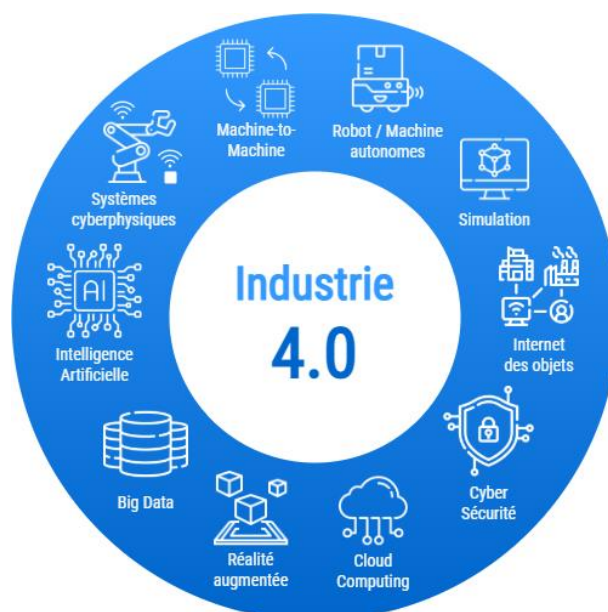 Industrie
4.0
Machine-to-
Machine
Robot / Machine
autonomes
Simulation
Internet
des objets
Cyber
Sécurité
Cloud
Computing
Réalité
augmentée
Big Data
Intelligence
Artificielle
AI
Systèmes
cyberphysiques